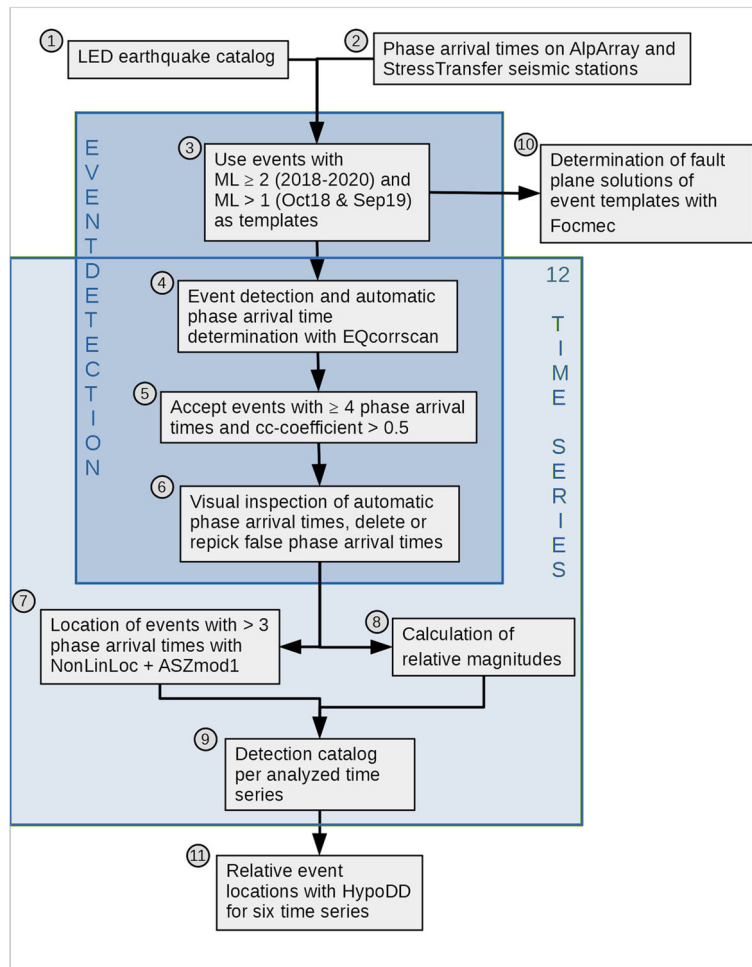 1
LED earthquake catalog
2
Phase arrival times on AlpArray and
StressTransfer seismic stations
EVENT DETECTION
3
Use events with
ML ≥ 2 (2018-2020) and
ML > 1 (Oct18 & Sep19)
as templates
10
Determination of fault
plane solutions of
event templates with
Focmec
12 TIME SERIES
4
Event detection and automatic
phase arrival time
determination with EQcorrscan
5
Accept events with ≥ 4 phase arrival
times and cc-coefficient > 0.5
6
Visual inspection of automatic
phase arrival times, delete or
repick false phase arrival times
7
Location of events with > 3
phase arrival times with
NonLinLoc + ASZmod1
8
Calculation of
relative magnitudes
9
Detection catalog
per analyzed time
series
11
Relative event
locations with HypoDD
for six time series